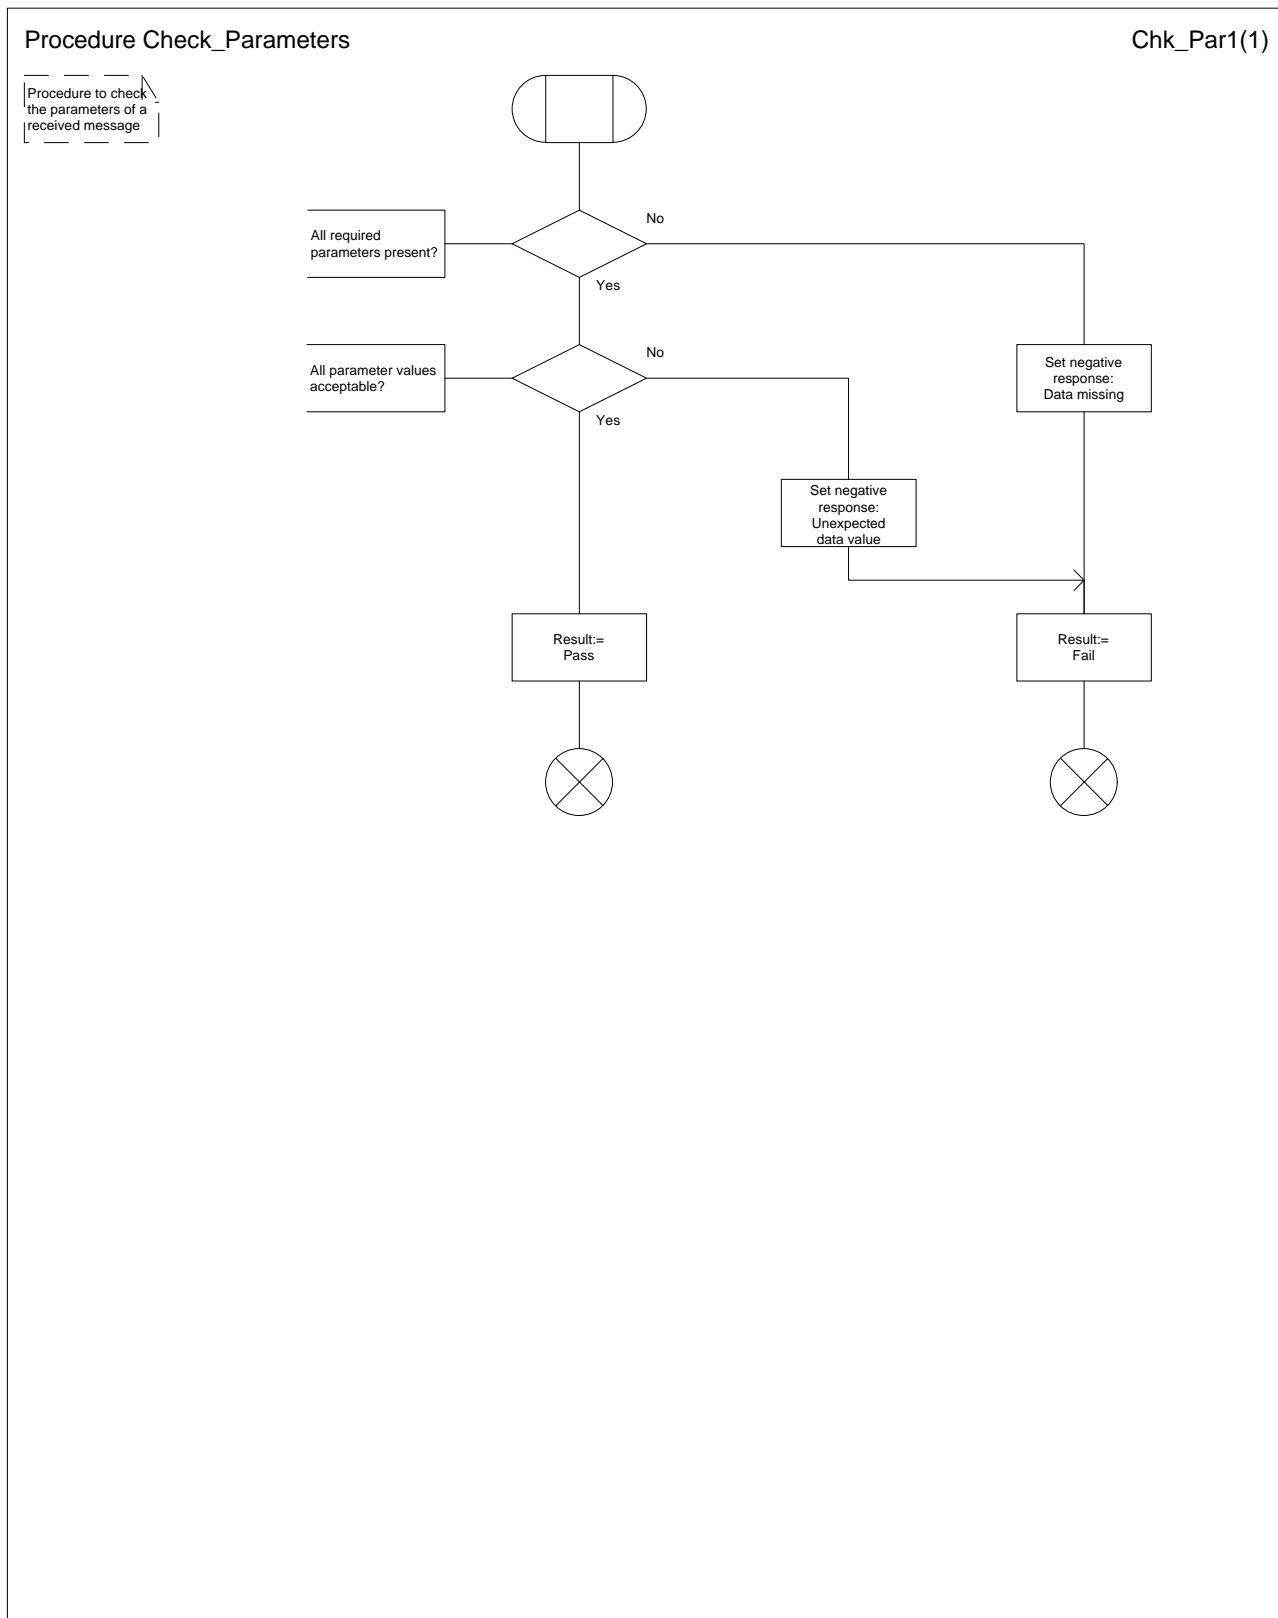 Procedure Check_Parameters
Chk_Par1(1)
Procedure to check
the parameters of a
received message
No
All required
parameters present?
Yes
No
All parameter values
acceptable?
Set negative
response:
Data missing
Yes
Set negative
response:
Unexpected
data value
Result:=
Pass
Result:=
Fail